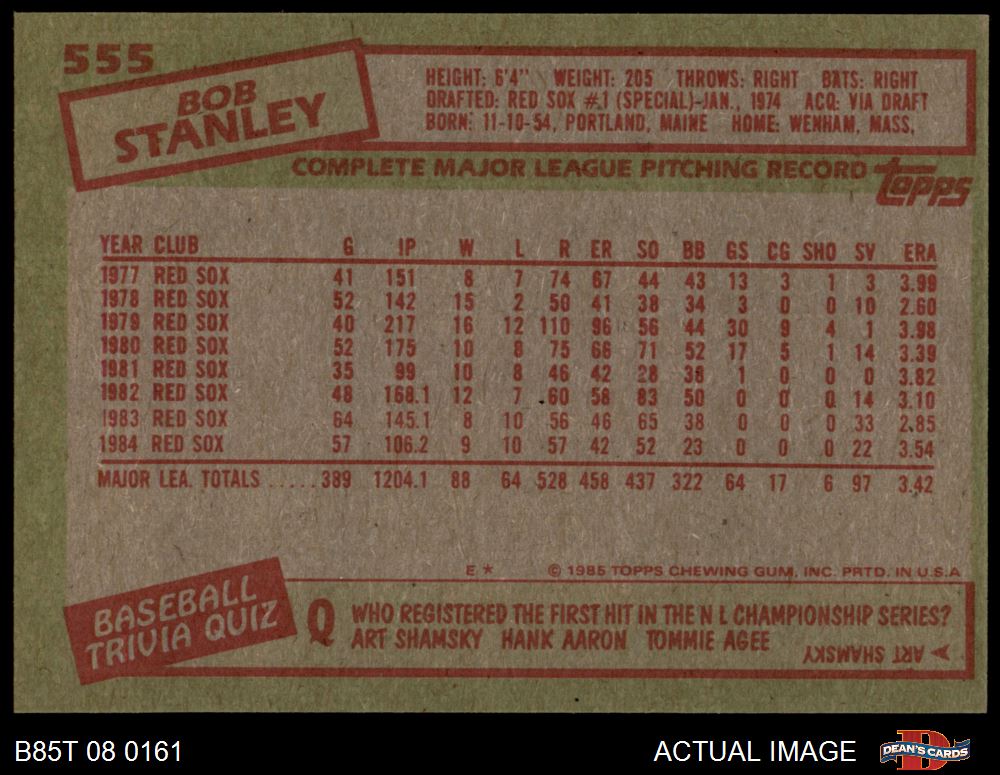 555
BOB
STANLEY
HEIGHT: 6'4" WEIGHT: 205 THROWS: RIGHT BATS: RIGHT
DRAFTED: RED SOX #1 (SPECIAL)-JAN., 1974 ACQ: VIA DRAFT
BORN: 11-10-54, PORTLAND, MAINE HOME: WENHAM, MASS.
COMPLETE MAJOR LEAGUE PITCHING RECORD
topps
YEAR CLUB G IP W L R ER SO BB GS CG SHO SV ERA
1977 RED SOX 41 151 8 7 74 67 44 43 13 3 1 3 3.99
1978 RED SOX 52 142 15 2 50 41 38 34 3 0 0 10 2.60
1979 RED SOX 40 217 16 12 110 96 56 44 30 9 4 1 3.98
1980 RED SOX 52 175 10 8 75 66 71 52 17 5 1 14 3.39
1981 RED SOX 35 99 10 8 46 42 28 38 1 0 0 0 3.82
1982 RED SOX 48 168.1 12 7 60 58 83 50 0 0 0 14 3.10
1983 RED SOX 64 145.1 8 10 56 46 65 38 0 0 0 33 2.85
1984 RED SOX 57 106.2 9 10 57 42 52 23 0 0 0 22 3.54
MAJOR LEA. TOTALS .....389 1204.1 88 64 528 458 437 322 64 17 6 97 3.42
E * © 1985 TOPPS CHEWING GUM, INC. PRTD. IN U.S.A
BASEBALL
TRIVIA QUIZ
Q WHO REGISTERED THE FIRST HIT IN THE N L CHAMPIONSHIP SERIES?
ART SHAMSKY HANK AARON TOMMIE AGEE
ART SHAMSKY
B85T 08 0161
ACTUAL IMAGE
D
DEAN'S CARDS